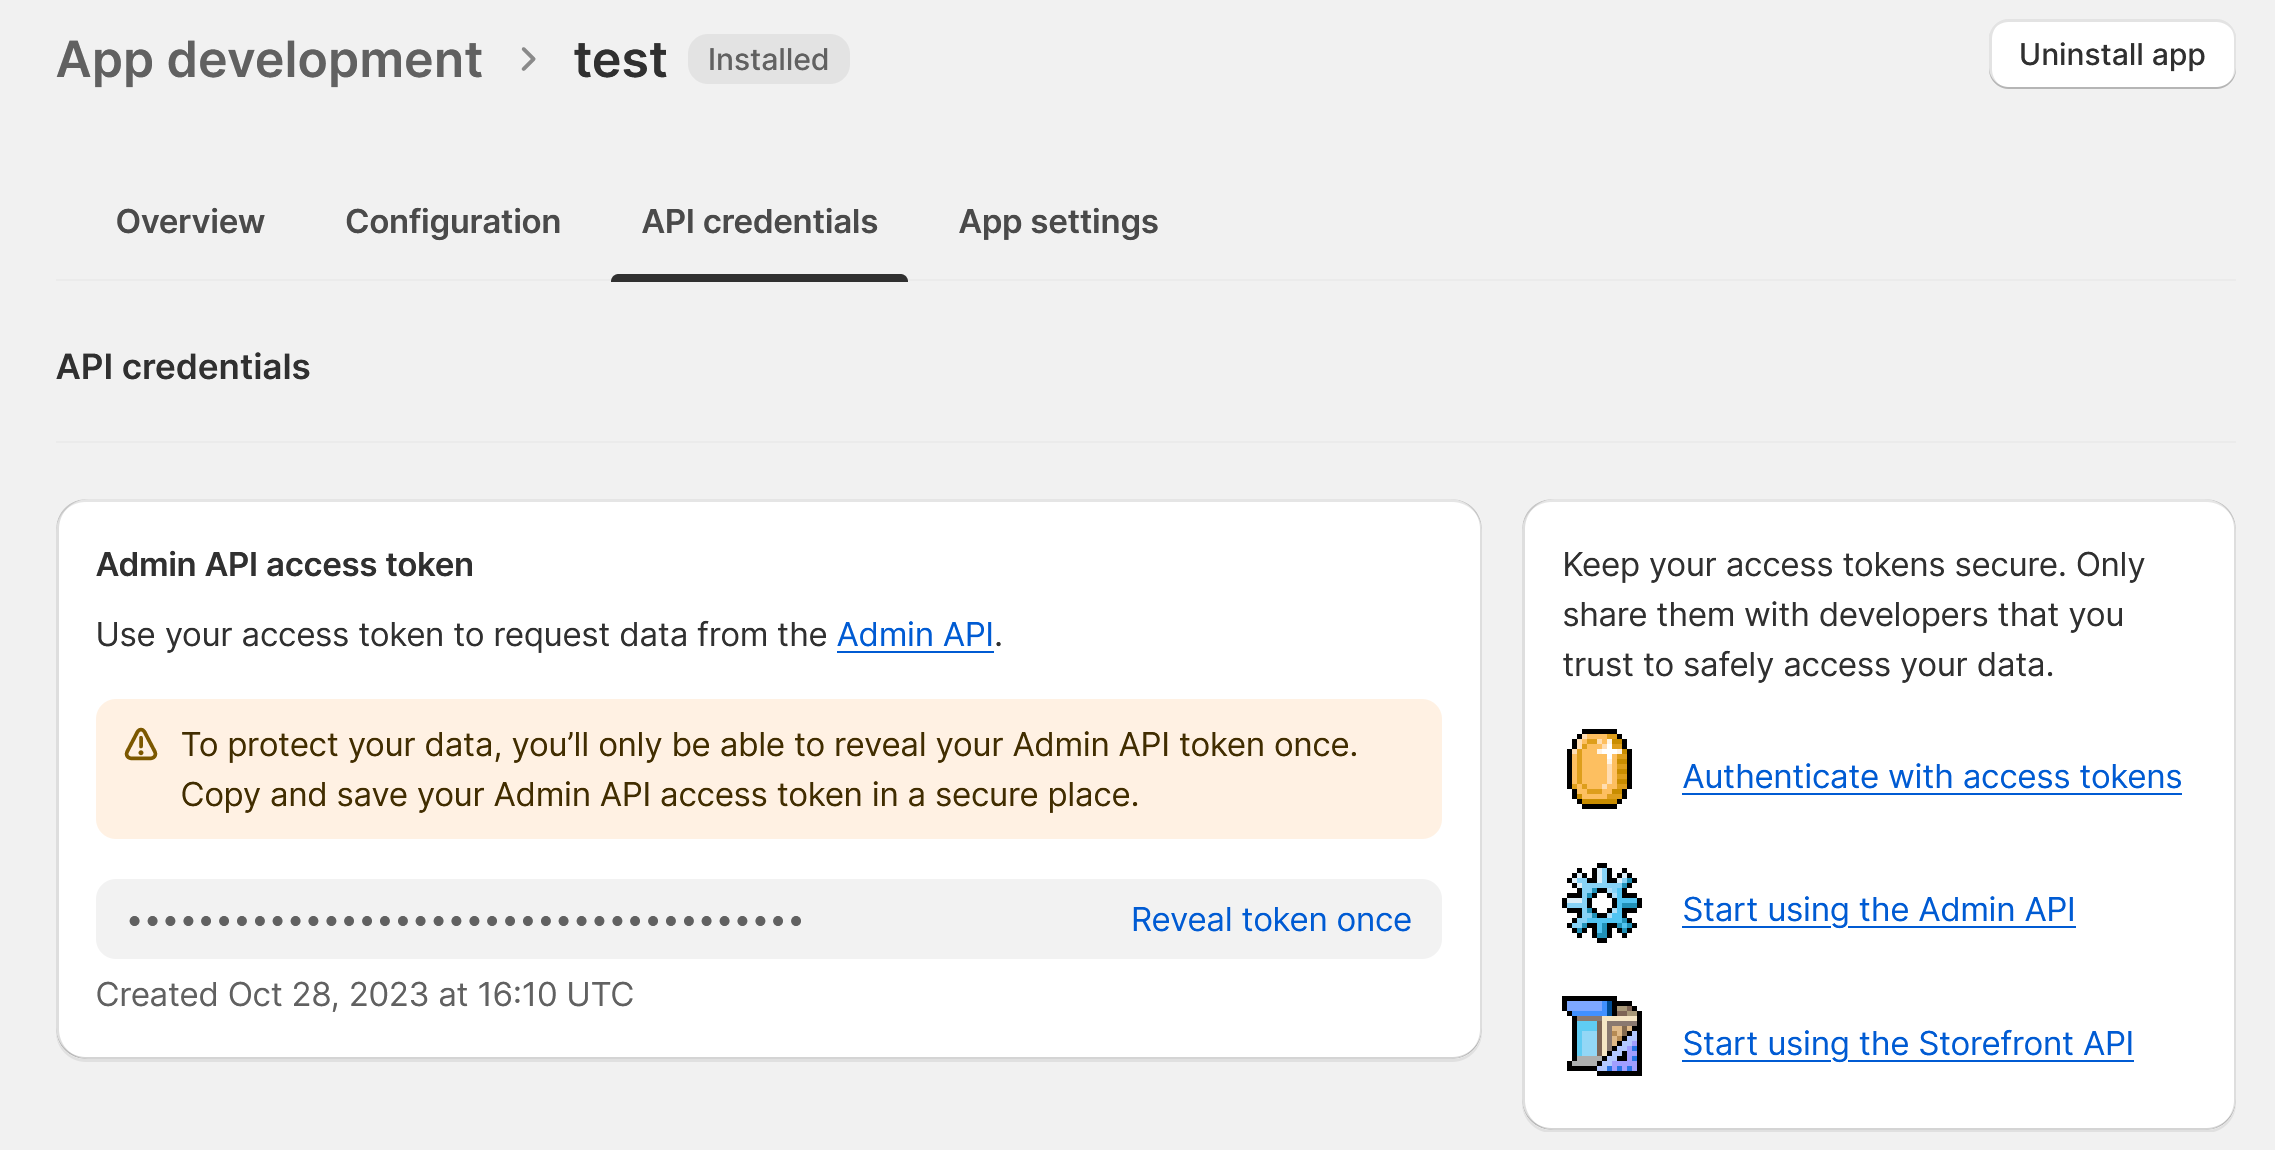 App development > test Installed
Uninstall app
Overview Configuration API credentials App settings
API credentials
Admin API access token
Use your access token to request data from the Admin API.
To protect your data, you’ll only be able to reveal your Admin API token once.
Copy and save your Admin API access token in a secure place.
•••••••••••••••••••••••••••••••••••••• Reveal token once
Created Oct 28, 2023 at 16:10 UTC
Keep your access tokens secure. Only
share them with developers that you
trust to safely access your data.
Authenticate with access tokens
Start using the Admin API
Start using the Storefront API